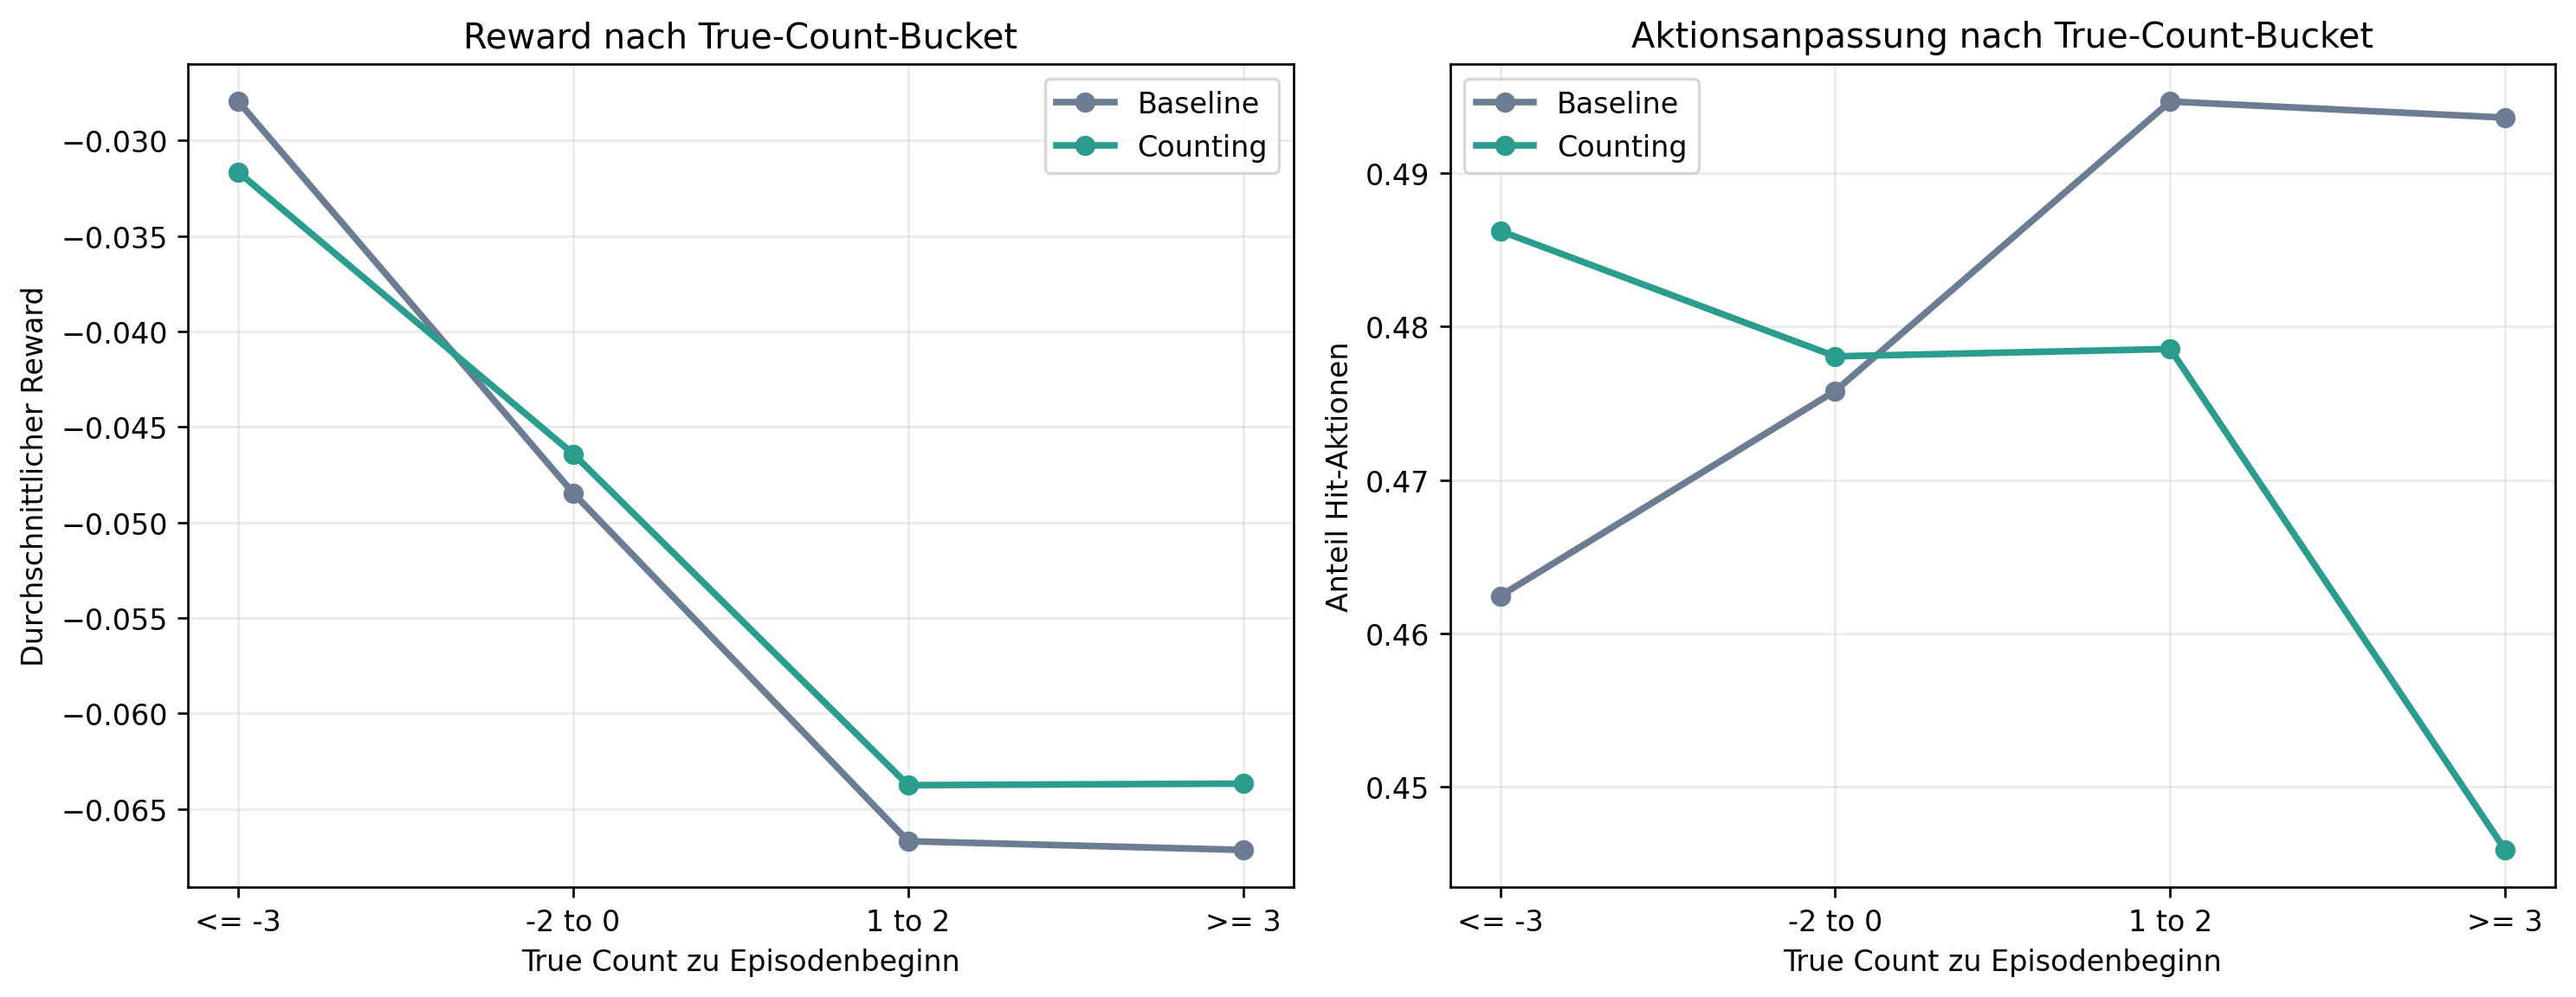 Reward nach True-Count-Bucket
Baseline
Counting
Durchschnittlicher Reward
−0.030
−0.035
−0.040
−0.045
−0.050
−0.055
−0.060
−0.065
<= -3
-2 to 0
1 to 2
>= 3
True Count zu Episodenbeginn
Aktionsanpassung nach True-Count-Bucket
Baseline
Counting
Anteil Hit-Aktionen
0.49
0.48
0.47
0.46
0.45
<= -3
-2 to 0
1 to 2
>= 3
True Count zu Episodenbeginn